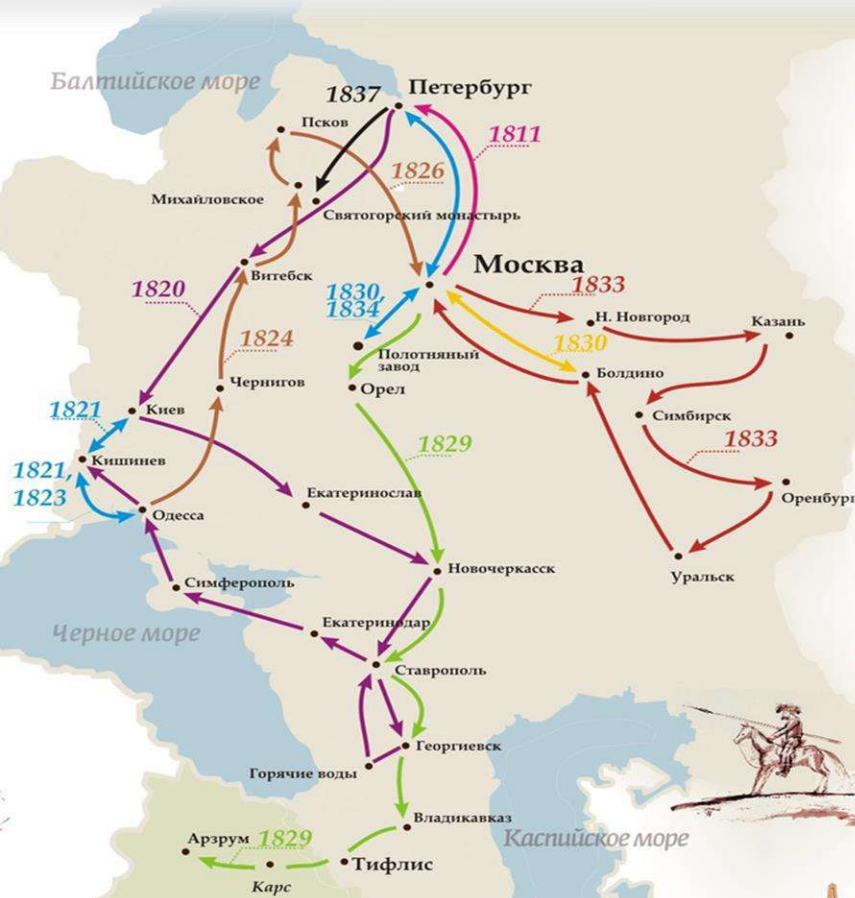 Балтийское море
1837
Петербург
Псков
1811
1826
Михайловское
Святогорский монастырь
Москва
Витебск
1820
1830,
1834
1833
Н. Новгород
Казань
1824
1830
Полотняный
завод
Болдино
Чернигов
Орел
1821
Киев
Симбирск
1829
1833
Кишинев
1821,
1823
Екатеринослав
Оренбург
Одесса
Новочеркасск
Уральск
Симферополь
Екатеринодар
Черное море
Ставрополь
Георгиевск
Горячие воды
Владикавказ
Арзрум
1829
Каспийское море
Тифлис
Карс